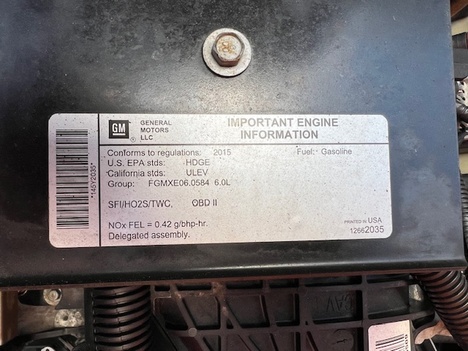 GM
GENERAL
MOTORS
LLC
IMPORTANT ENGINE
INFORMATION
Conforms to regulations: 2015 Fuel: Gasoline
U.S. EPA stds: HDGE
California stds: ULEV
Group: FGMXE06.0584 6.0L
SFI/HO2S/TWC, OBD II
NOx FEL = 0.42 g/bhp-hr.
Delegated assembly.
PRINTED IN USA
12662035